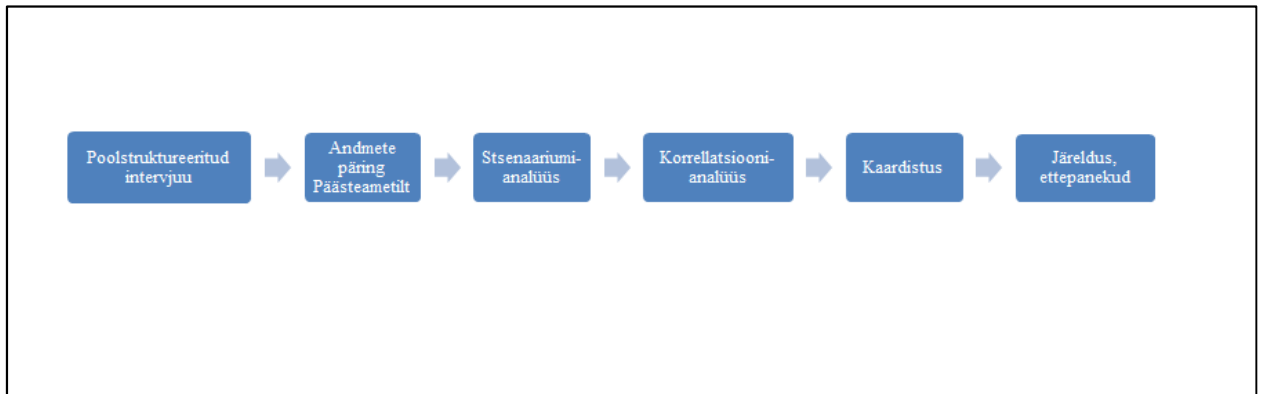 Poolstruktureeritud
intervjuu
Andmete
päring
Päästeametilt
Stsenaariumi-
analüüs
Korrellatsiooni-
analüüs
Kaardistus
Järeldus,
ettepanekud